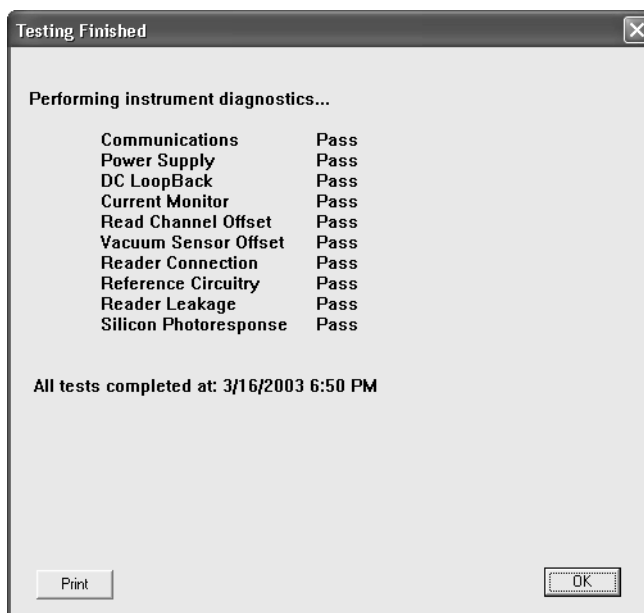 Testing Finished
Performing instrument diagnostics...
Communications Pass
Power Supply Pass
DC LoopBack Pass
Current Monitor Pass
Read Channel Offset Pass
Vacuum Sensor Offset Pass
Reader Connection Pass
Reference Circuitry Pass
Reader Leakage Pass
Silicon Photoresponse Pass
All tests completed at: 3/16/2003 6:50 PM
Print OK